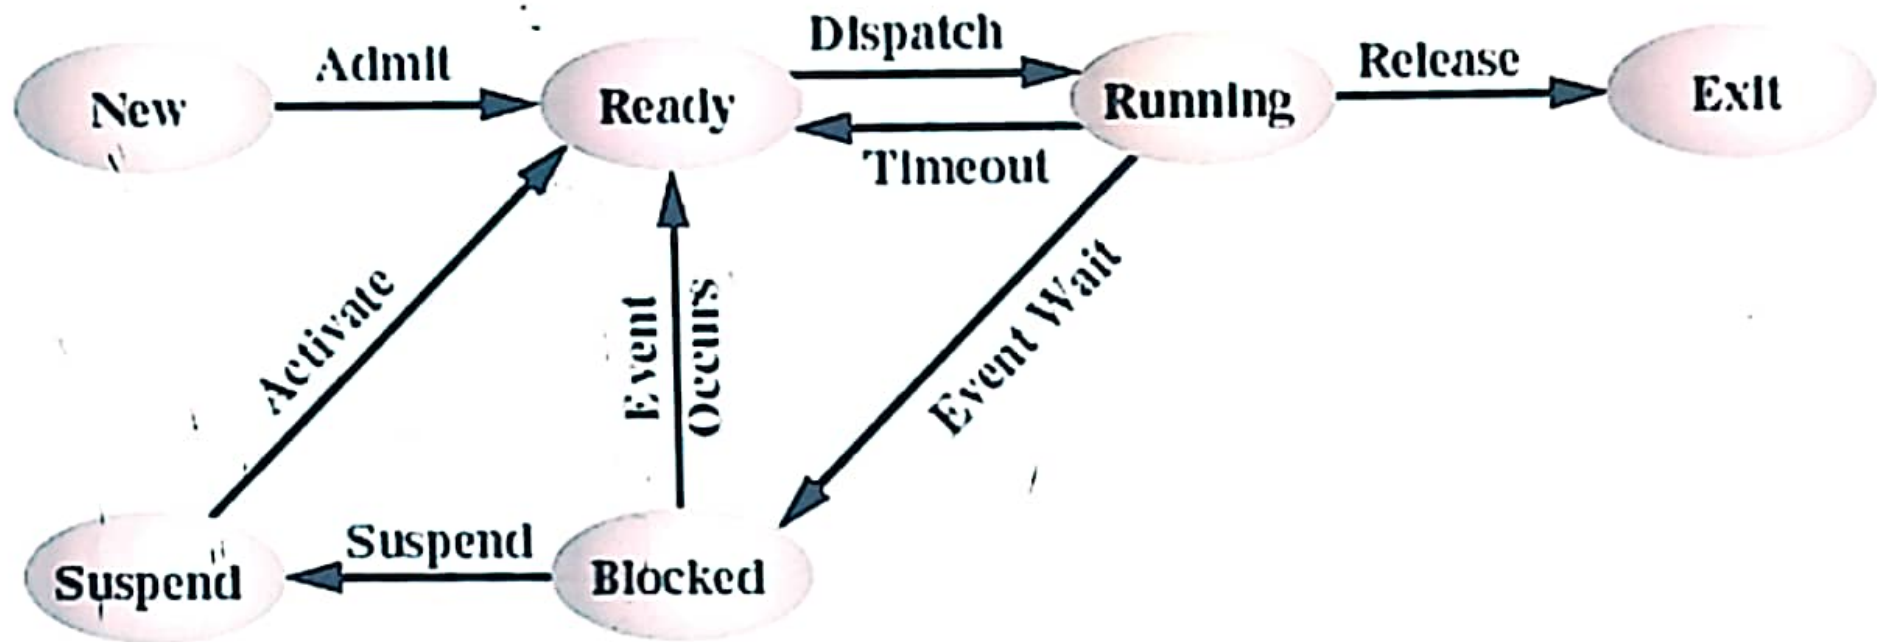 Admit
Dispatch
Release
New
Ready
Running
Exit
Timeout
Activate
Event
Occurs
Event Wait
Suspend
Suspend
Blocked